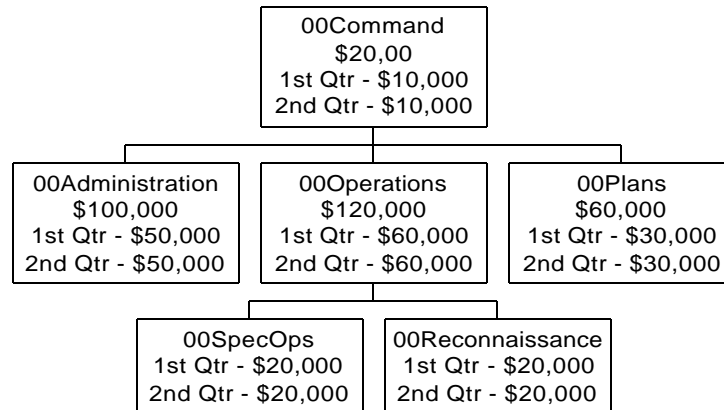 00Command
$20,00
1st Qtr - $10,000
2nd Qtr - $10,000
00Administration
$100,000
1st Qtr - $50,000
2nd Qtr - $50,000
00Operations
$120,000
1st Qtr - $60,000
2nd Qtr - $60,000
00Plans
$60,000
1st Qtr - $30,000
2nd Qtr - $30,000
00SpecOps
1st Qtr - $20,000
2nd Qtr - $20,000
00Reconnaissance
1st Qtr - $20,000
2nd Qtr - $20,000